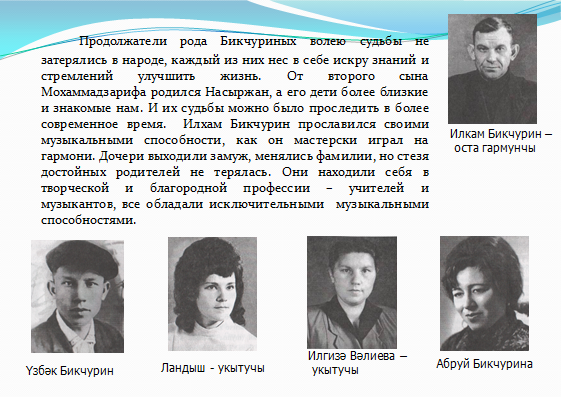 Продолжатели рода Бикчуриных волею судьбы не
затерялись в народе, каждый из них нес в себе искру знаний и
стремлений улучшить жизнь. От второго сына
Мохаммадзарифа родился Насыржан, а его дети более близкие
и знакомые нам. И их судьбы можно было проследить в более
современное время. Илхам Бикчурин прославился своими
музыкальными способности, как он мастерски играл на
гармони. Дочери выходили замуж, менялись фамилии, но стезя
достойных родителей не терялась. Они находили себя в
творческой и благородной профессии – учителей и
музыкантов, все обладали исключительными музыкальными
способностями.
Илкам Бикчурин –
оста гармунчы
Үзбәк Бикчурин
Ландыш - укытучы
Илгизә Вәлиева –
укытучы
Абруй Бикчурина